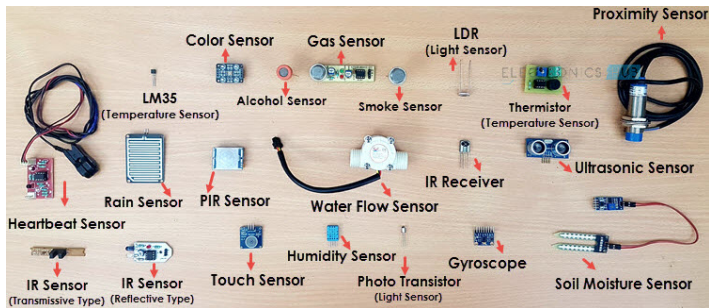 Proximity Sensor
LDR
(Light Sensor)
Color Sensor
Gas Sensor
LM35
(Temperature Sensor)
Alcohol Sensor
Smoke Sensor
Thermistor
(Temperature Sensor)
Heartbeat Sensor
Rain Sensor
PIR Sensor
Water Flow Sensor
IR Receiver
Ultrasonic Sensor
IR Sensor
(Transmissive Type)
IR Sensor
(Reflective Type)
Touch Sensor
Humidity Sensor
Photo Transistor
(Light Sensor)
Gyroscope
Soil Moisture Sensor